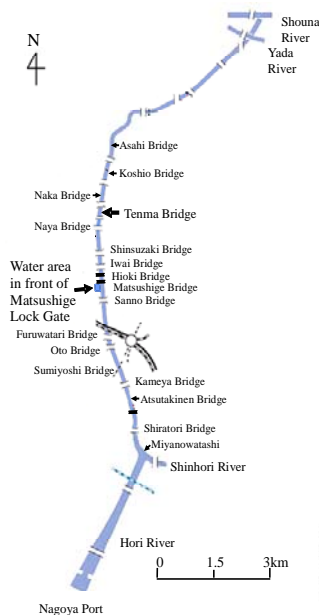 Shouna
River
N
Yada
River
Asahi Bridge
Koshio Bridge
Naka Bridge
Tenma Bridge
Naya Bridge
Shinsuzaki Bridge
Iwai Bridge
Water area
in front of
Matsushige
Lock Gate
Hioki Bridge
Matsushige Bridge
Sanno Bridge
Furuwatari Bridge
Oto Bridge
Sumiyoshi Bridge
Kameya Bridge
Atsutakinen Bridge
Shiratori Bridge
Miyanowatashi
Shinhori River
Hori River
0 1.5 3km
Nagoya Port